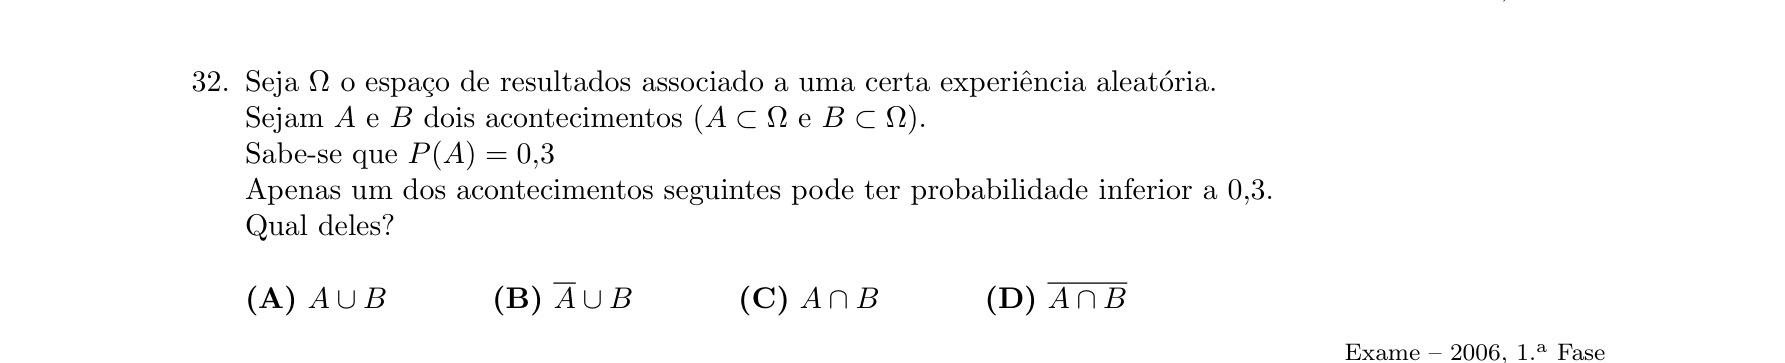 32. Seja Ω o espaço de resultados associado a uma certa experiência aleatória.
Sejam A e B dois acontecimentos (A ⊂ Ω e B ⊂ Ω).
Sabe-se que P(A) = 0,3
Apenas um dos acontecimentos seguintes pode ter probabilidade inferior a 0,3.
Qual deles?
(A) A ∪ B (B) A̅ ∪ B (C) A ∩ B (D) \overline{A ∩ B}
Exame – 2006, 1.ª Fase